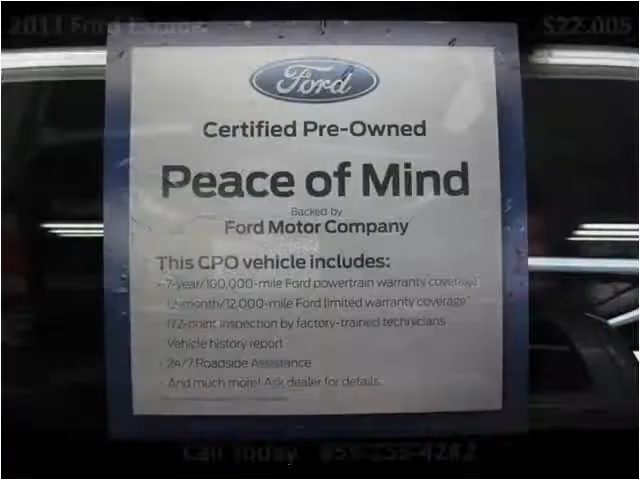 2011 Ford Escape $22,005
Ford
Certified Pre-Owned
Peace of Mind
Backed by
Ford Motor Company
This CPO vehicle includes:
- 7-year/100,000-mile Ford powertrain warranty coverage*
12-month/12,000-mile Ford limited warranty coverage*
172-point inspection by factory-trained technicians
Vehicle history report
- 24/7 Roadside Assistance
- And much more! Ask dealer for details.
Call Today